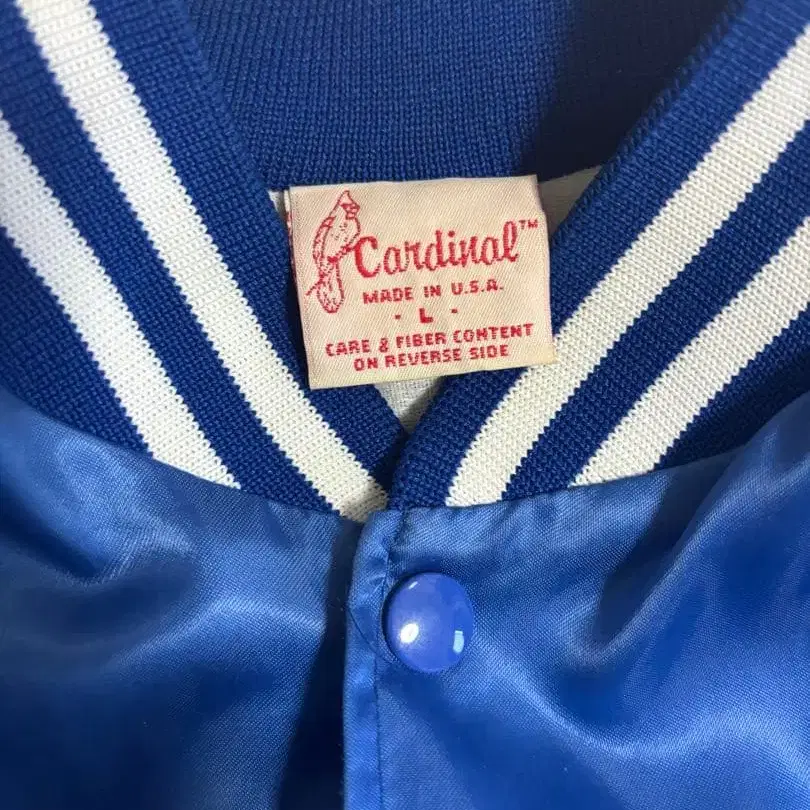 Cardinal™
MADE IN U.S.A.
· L ·
CARE & FIBER CONTENT
ON REVERSE SIDE